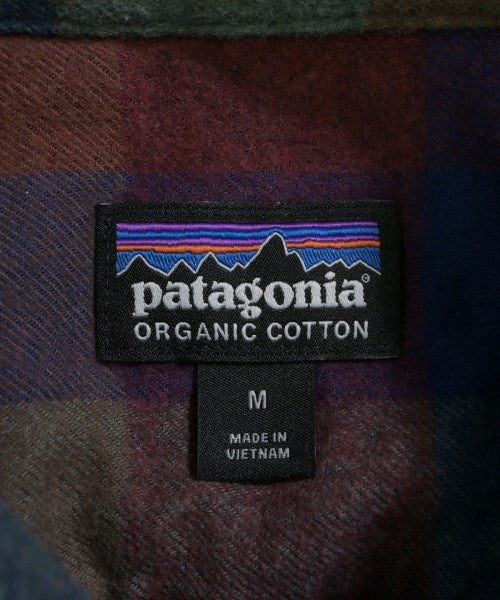 patagonia®
ORGANIC COTTON
M
MADE IN
VIETNAM